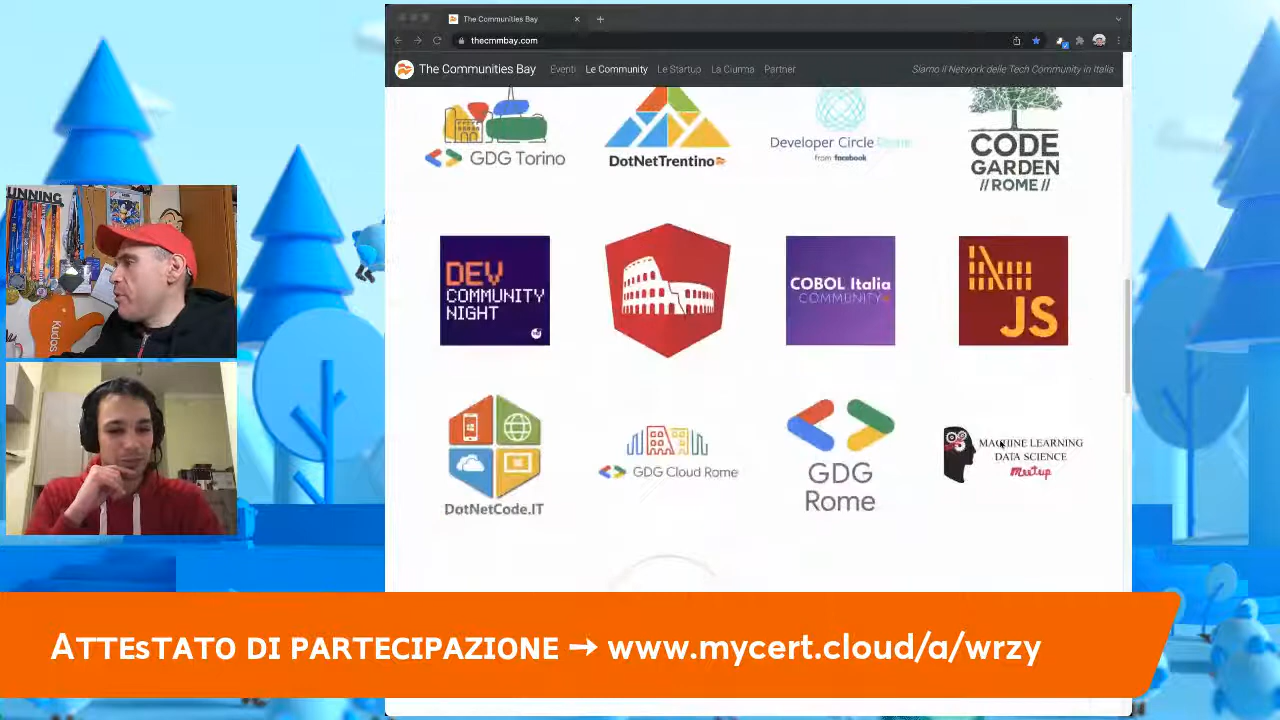 The Communities Bay
thecmmbay.com
The Communities Bay
Eventi
Le Community
Le Startup
La Ciurma
Partner
Siamo il Network delle Tech Community in Italia
GDG Torino
DotNetTrentino
Developer Circle Rome
from facebook
CODE
GARDEN
//ROME//
UNNING
DEV
COMMUNITY
NIGHT
COBOL Italia
COMMUNITY
JS
Kudos
DotNetCode.IT
GDG Cloud Rome
GDG
Rome
MACHINE LEARNING
DATA SCIENCE
meetup
ATTEsTATO DI PARTECIPAZIONE → www.mycert.cloud/a/wrzy